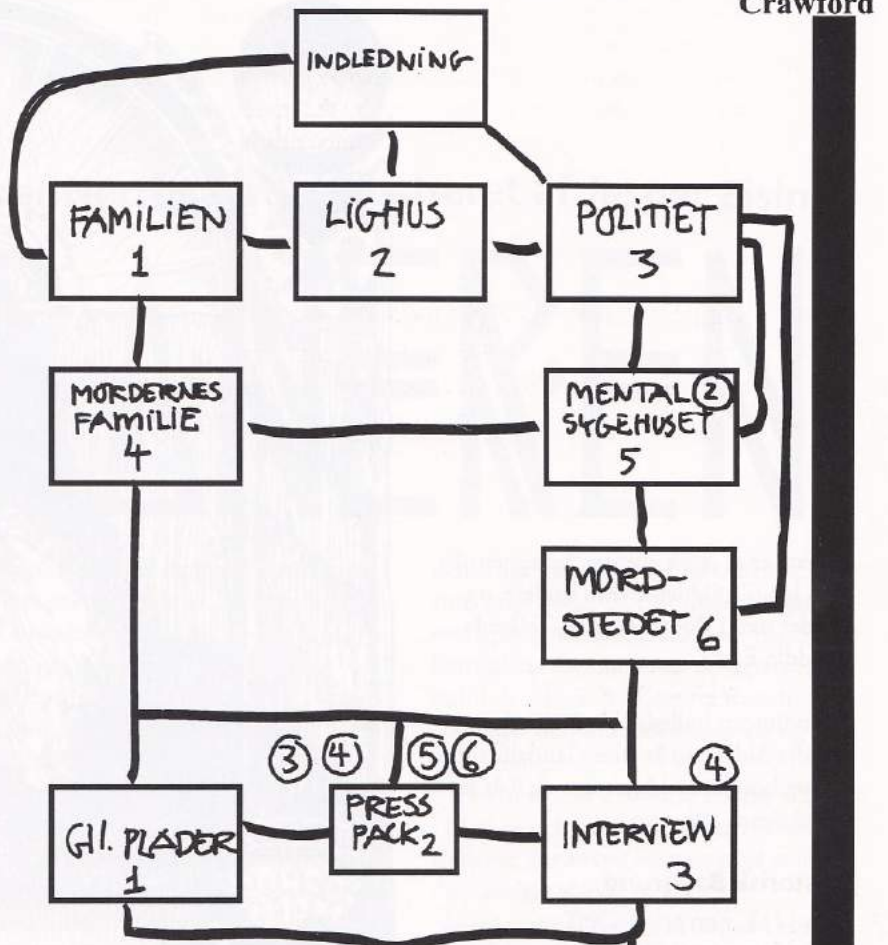 Crawford
INDLEDNING
FAMILIEN
1
LIGHUS
2
POLITIET
3
MORDERNES
FAMILIE
4
MENTAL 2
SYGEHUSET
5
MORD-
STEDET 6
3 4 5 6
4
Gl. PLADER
1
PRESS
PACK 2
INTERVIEW
3